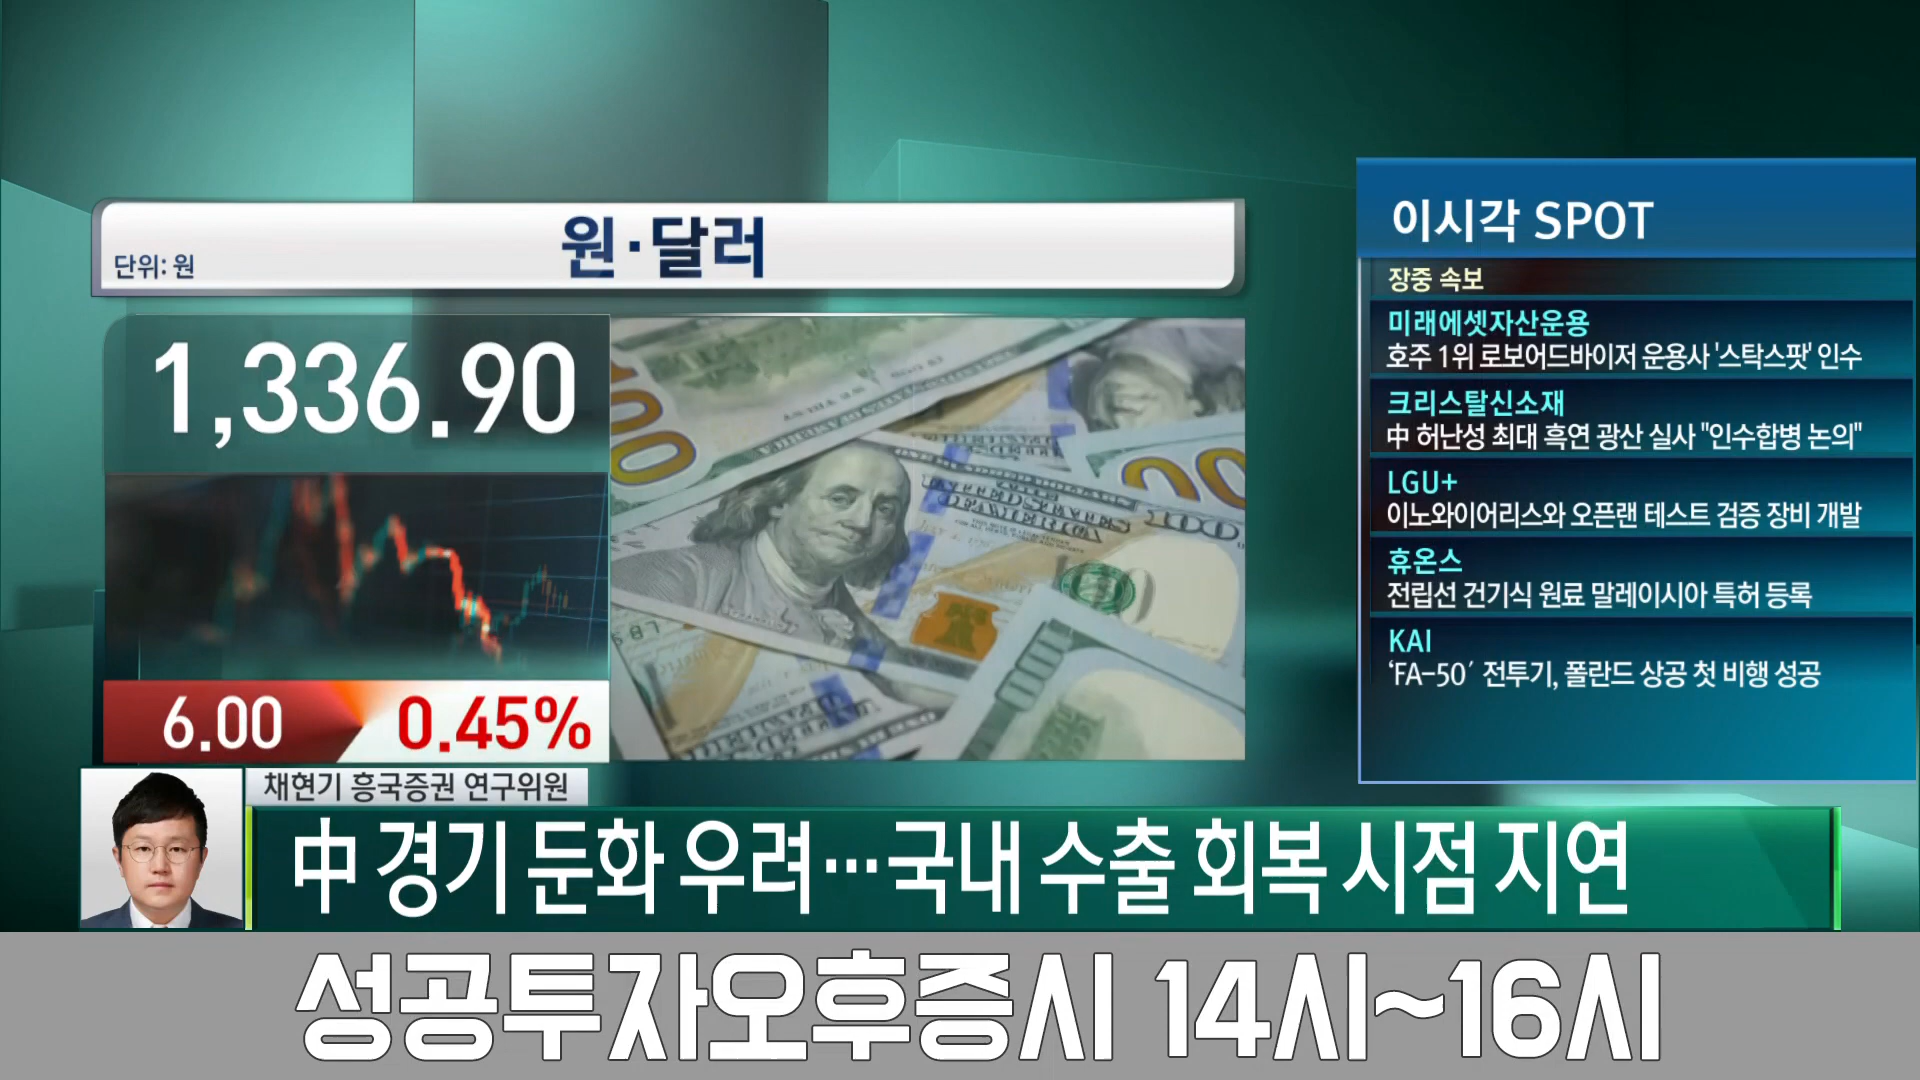 원·달러
단위: 원
1,336.90
6.00 0.45%
이시각 SPOT
장중 속보
미래에셋자산운용
호주 1위 로보어드바이저 운용사 '스탁스팟' 인수
크리스탈신소재
中 허난성 최대 흑연 광산 실사 "인수합병 논의"
LGU+
이노와이어리스와 오픈랜 테스트 검증 장비 개발
휴온스
전립선 건기식 원료 말레이시아 특허 등록
KAI
‘FA-50′ 전투기, 폴란드 상공 첫 비행 성공
채현기 흥국증권 연구위원
中 경기 둔화 우려…국내 수출 회복 시점 지연
성공투자오후증시 14시~16시